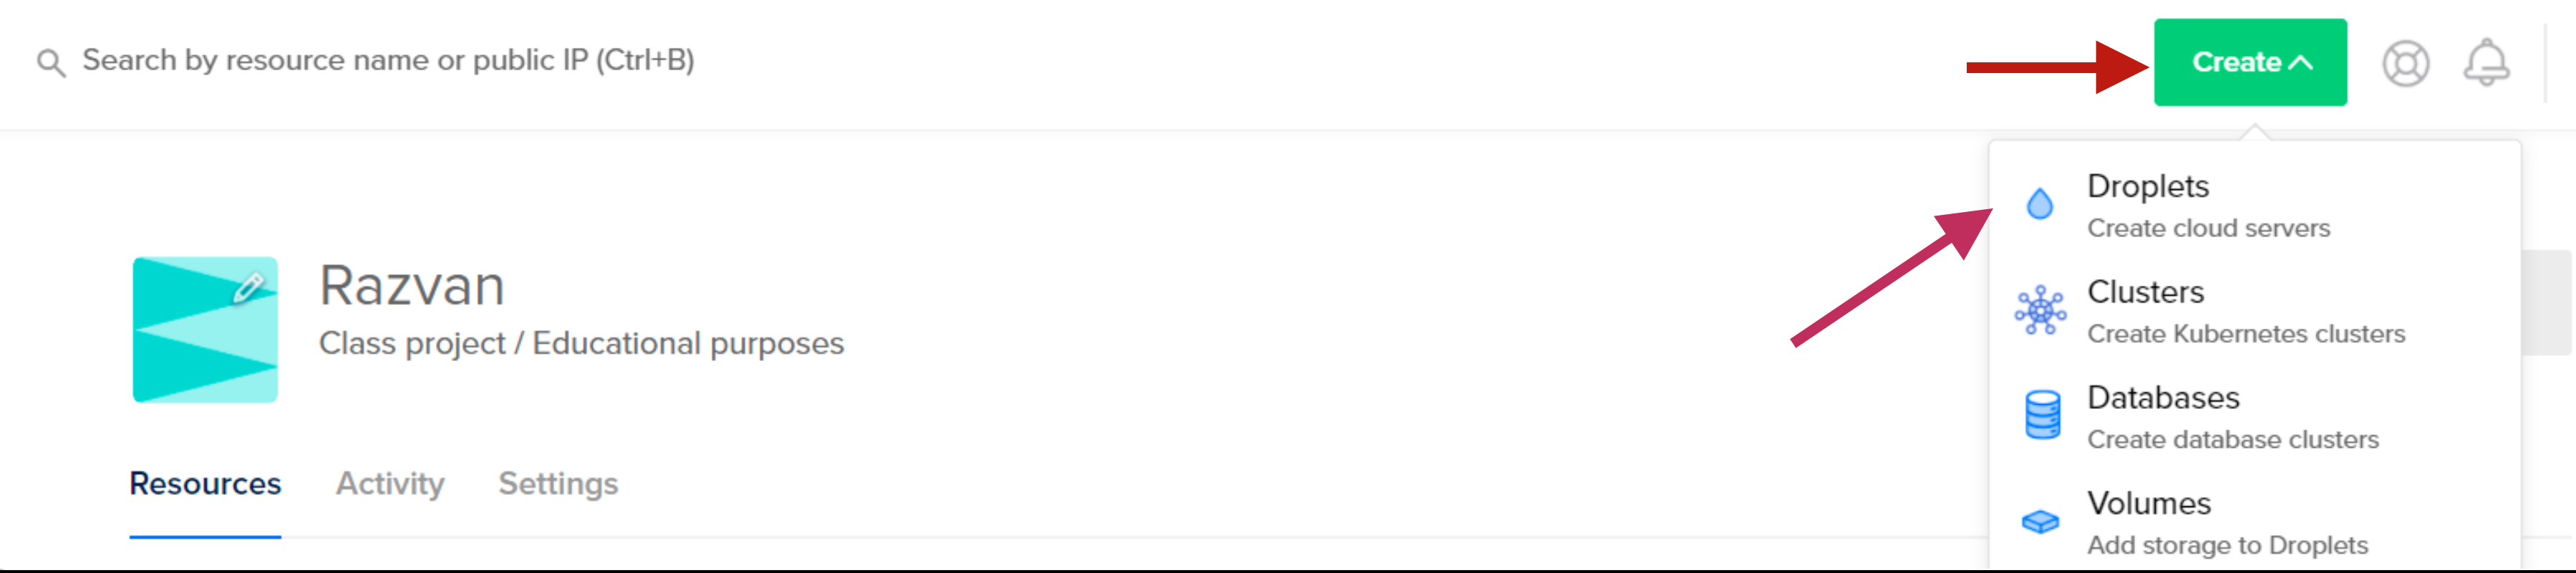 Search by resource name or public IP (Ctrl+B)
Create
Droplets
Create cloud servers
Razvan
Class project / Educational purposes
Clusters
Create Kubernetes clusters
Databases
Create database clusters
Resources Activity Settings
Volumes
Add storage to Droplets